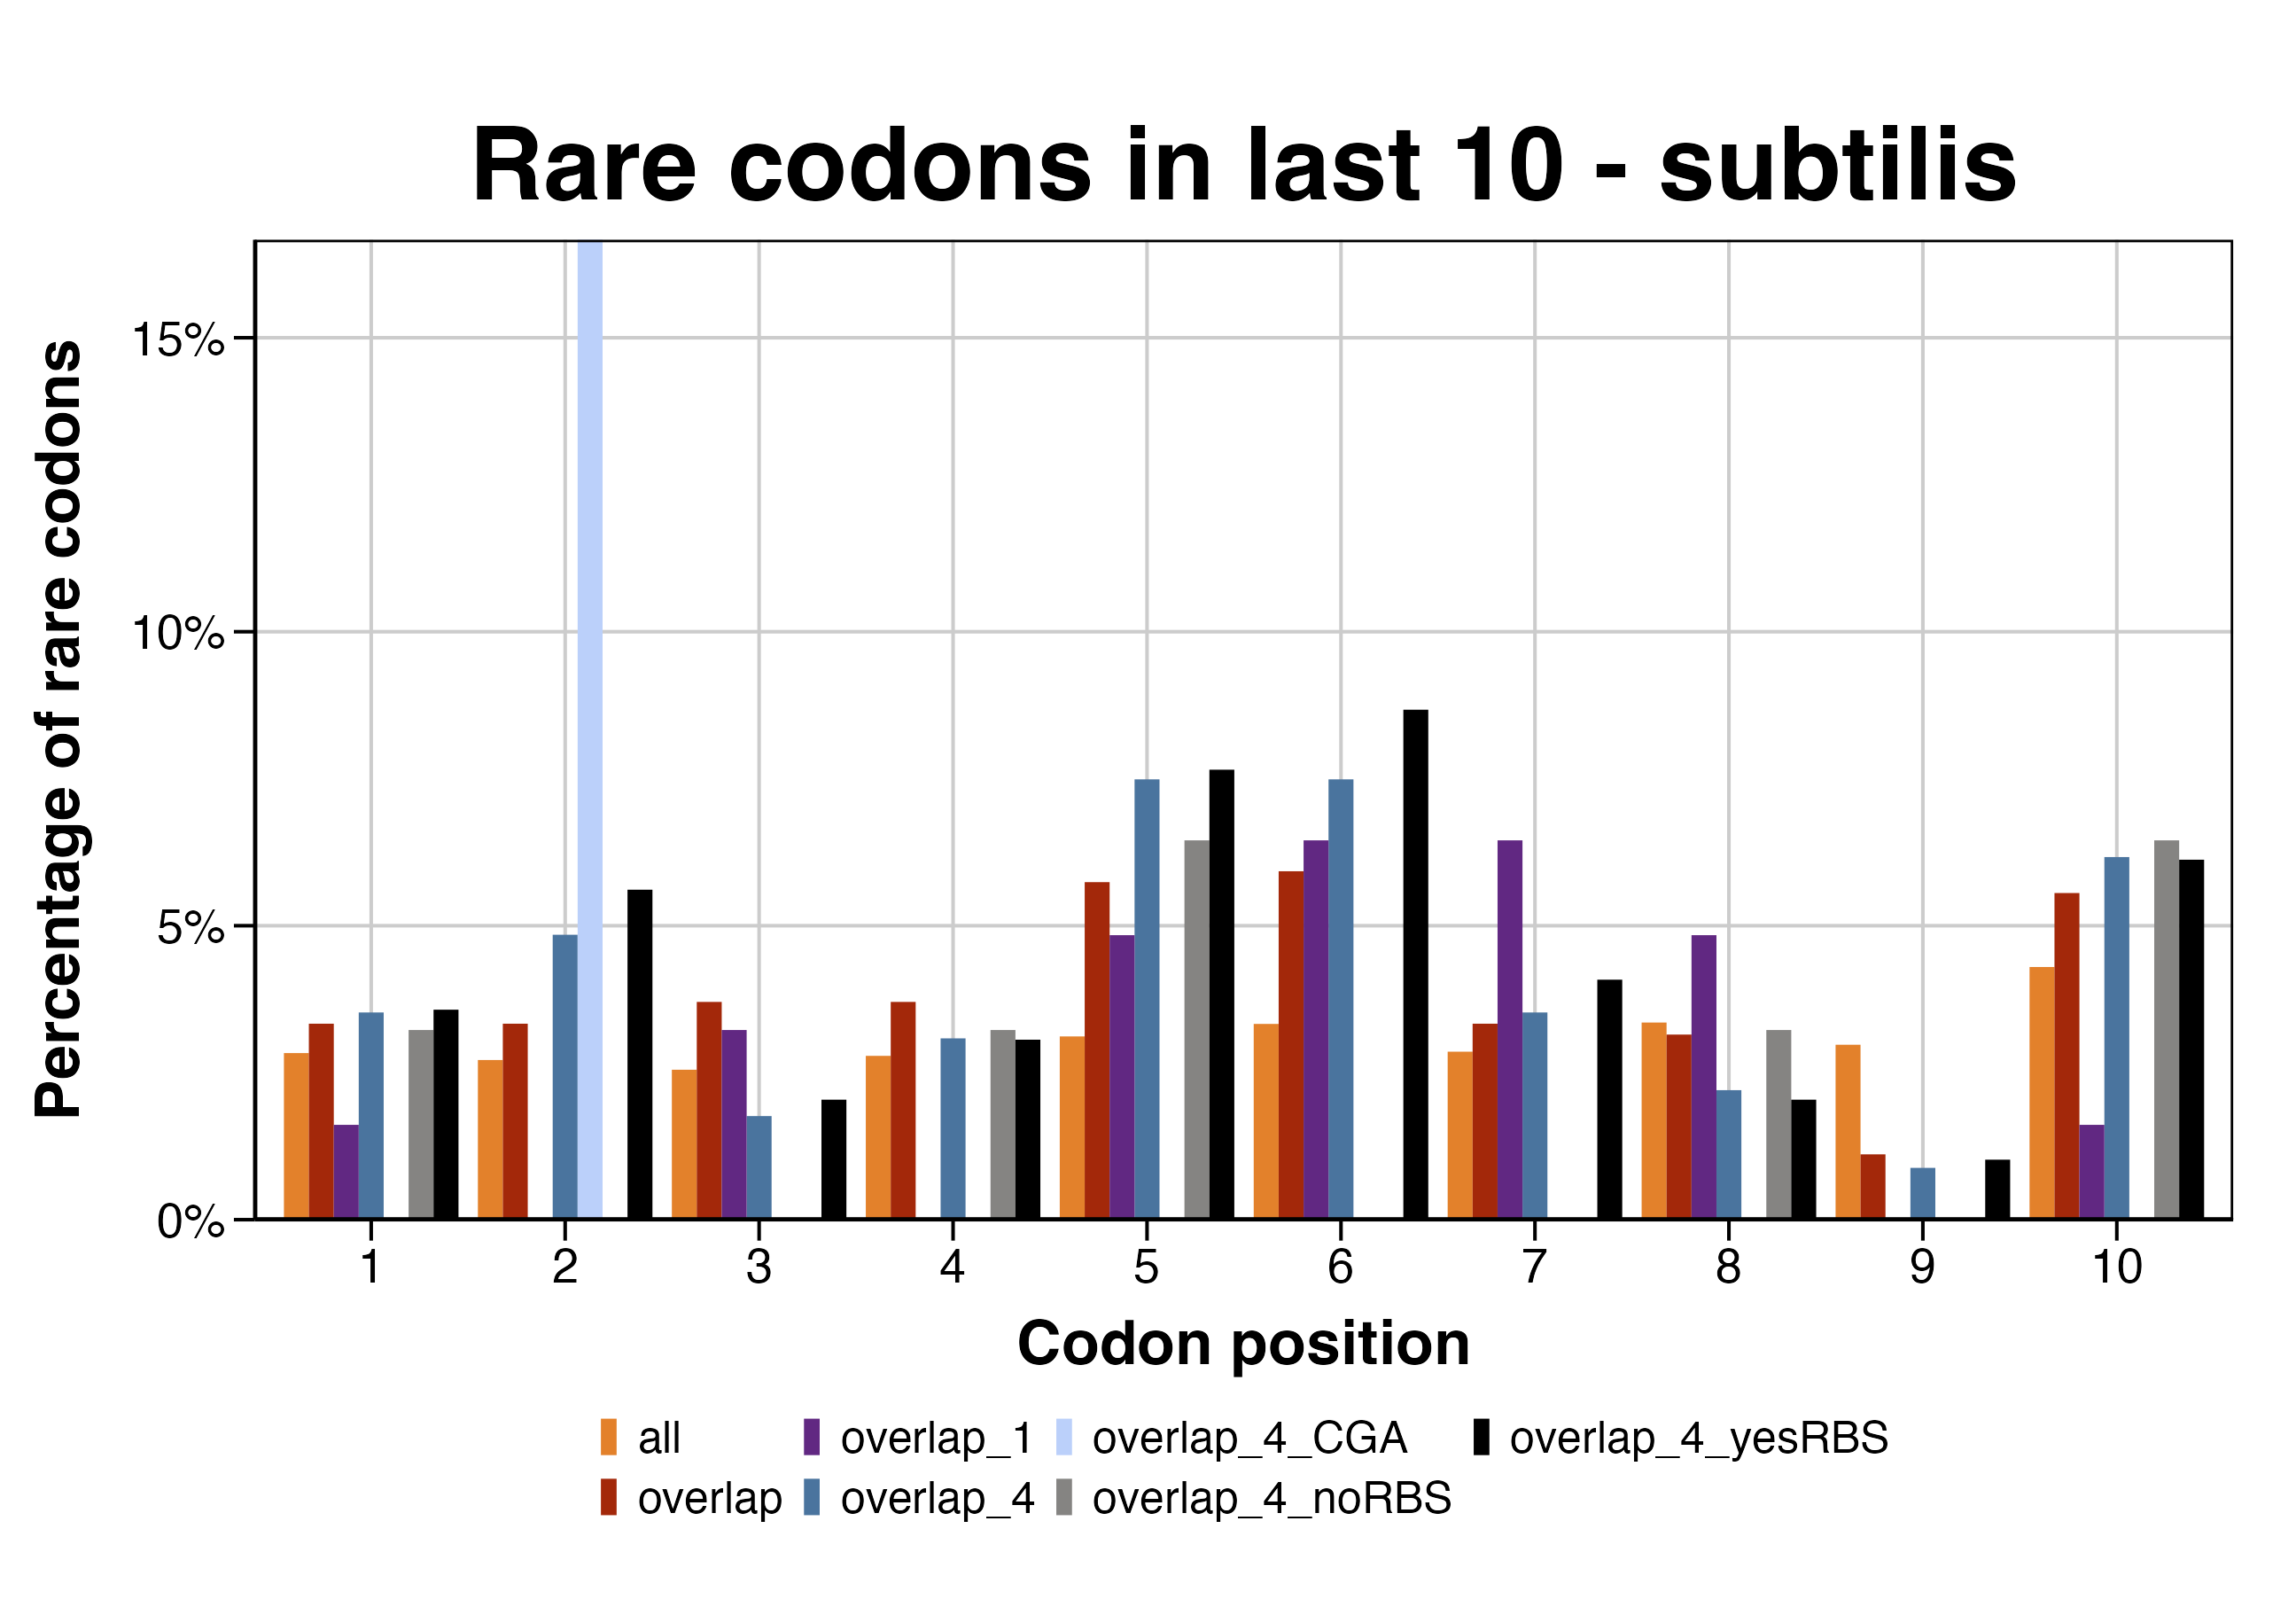 Rare codons in last 10 - subtilis
Percentage of rare codons
15%
10%
5%
0%
1 2 3 4 5 6 7 8 9 10
Codon position
all overlap_1 overlap_4_CGA overlap_4_yesRBS
overlap overlap_4 overlap_4_noRBS